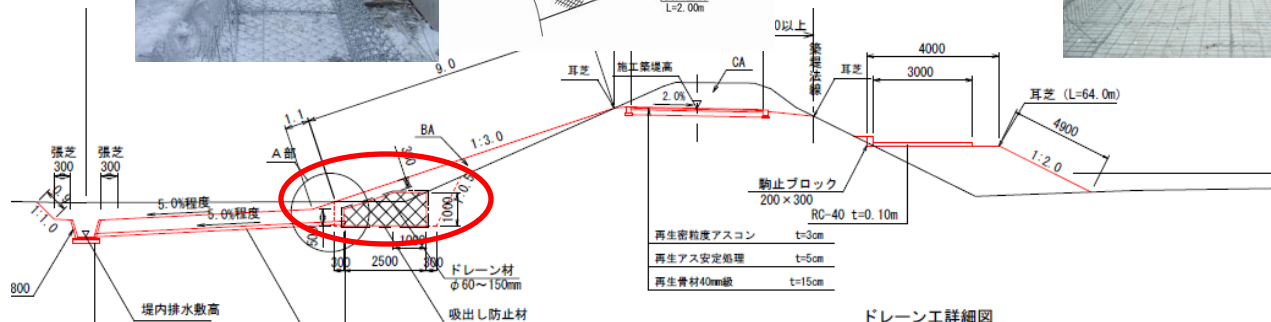 L=2.00m
0以上
築堤法線
4000
3000
9.0
耳芝
施工築堤高
CA
耳芝
2.0%
耳芝 (L=64.0m)
4900
1:2.0
1.1
BA
1:3.0
A部
張芝
300
張芝
300
1:1.0
5.0%程度
5.0%程度
1:0.5
1000
500
1000
300
2500
300
駒止ブロック
200×300
RC-40 t=0.10m
再生密粒度アスコン t=3cm
再生アス安定処理 t=5cm
再生骨材40mm級 t=15cm
ドレーン材
φ60~150mm
吸出し防止材
800
堤内排水敷高
ドレーン工詳細図